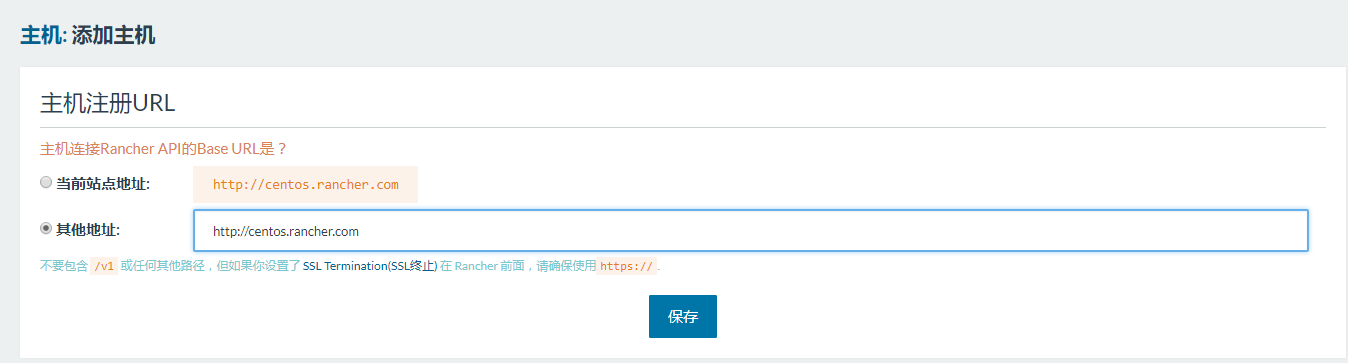 主机: 添加主机
主机注册URL
主机连接Rancher API的Base URL是？
当前站点地址: http://centos.rancher.com
其他地址: http://centos.rancher.com
不要包含 /v1 或任何其他路径，但如果你设置了 SSL Termination(SSL终止) 在 Rancher 前面，请确保使用 https:// .
保存